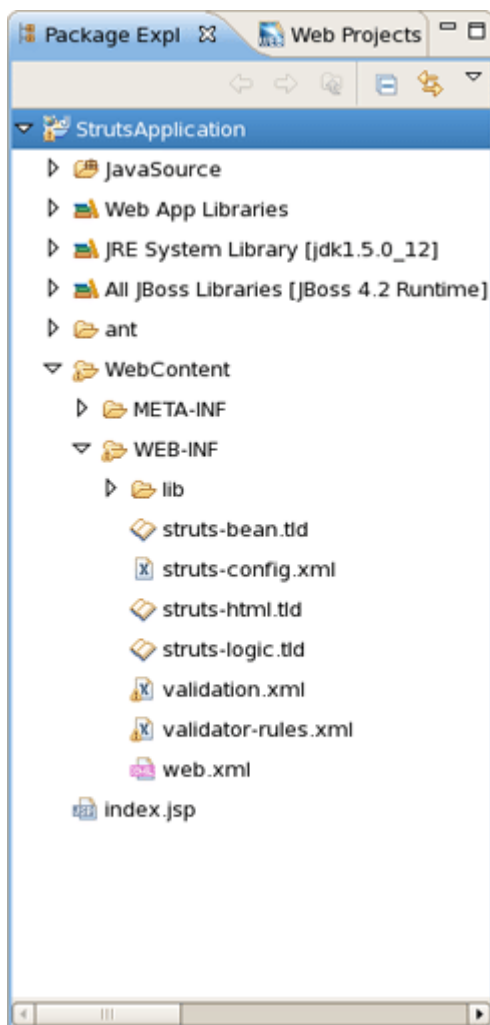 Package Expl Web Projects
StrutsApplication
JavaSource
Web App Libraries
JRE System Library [jdk1.5.0_12]
All JBoss Libraries [JBoss 4.2 Runtime]
ant
WebContent
META-INF
WEB-INF
lib
struts-bean.tld
struts-config.xml
struts-html.tld
struts-logic.tld
validation.xml
validator-rules.xml
web.xml
index.jsp